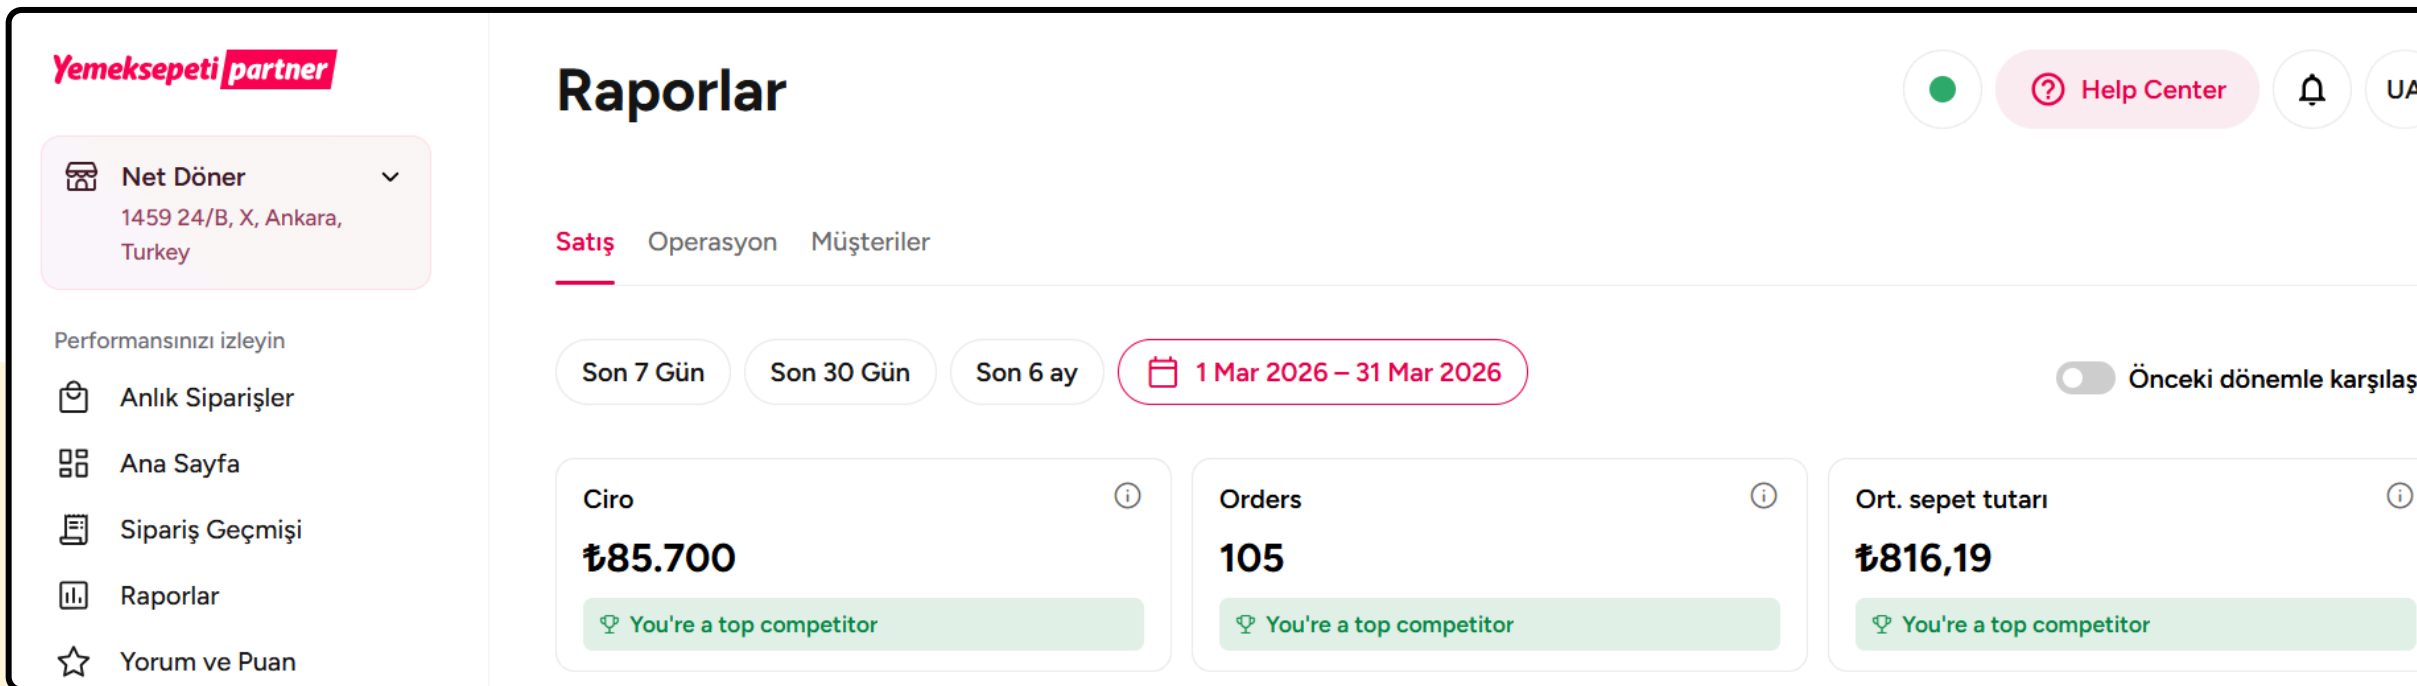 Yemeksepeti partner
Net Döner
1459 24/B, X, Ankara,
Turkey
Performansınızı izleyin
Anlık Siparişler
Ana Sayfa
Sipariş Geçmişi
Raporlar
Yorum ve Puan
Raporlar
Help Center
UA
Satış Operasyon Müşteriler
Son 7 Gün Son 30 Gün Son 6 ay 1 Mar 2026 – 31 Mar 2026
Önceki dönemle karşılaş
Ciro
₺85.700
You're a top competitor
Orders
105
You're a top competitor
Ort. sepet tutarı
₺816,19
You're a top competitor